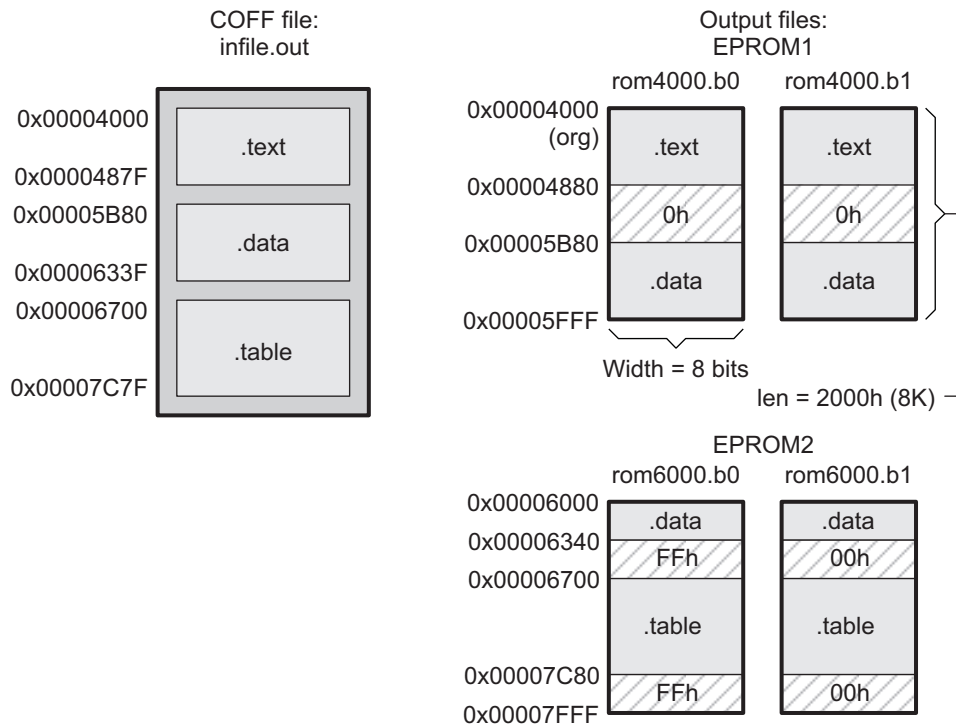 COFF file:
infile.out
0x00004000
.text
0x0000487F
0x00005B80
.data
0x0000633F
0x00006700
.table
0x00007C7F
Output files:
EPROM1
rom4000.b0
rom4000.b1
0x00004000
(org)
.text
.text
0x00004880
0h
0h
0x00005B80
.data
.data
0x00005FFF
Width = 8 bits
len = 2000h (8K)
EPROM2
rom6000.b0
rom6000.b1
0x00006000
.data
.data
0x00006340
FFh
00h
0x00006700
.table
.table
0x00007C80
FFh
00h
0x00007FFF